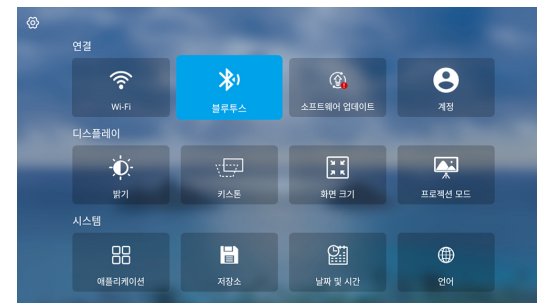 연결
Wi-Fi
블루투스
소프트웨어 업데이트
계정
디스플레이
밝기
키스톤
화면 크기
프로젝션 모드
시스템
애플리케이션
저장소
날짜 및 시간
언어